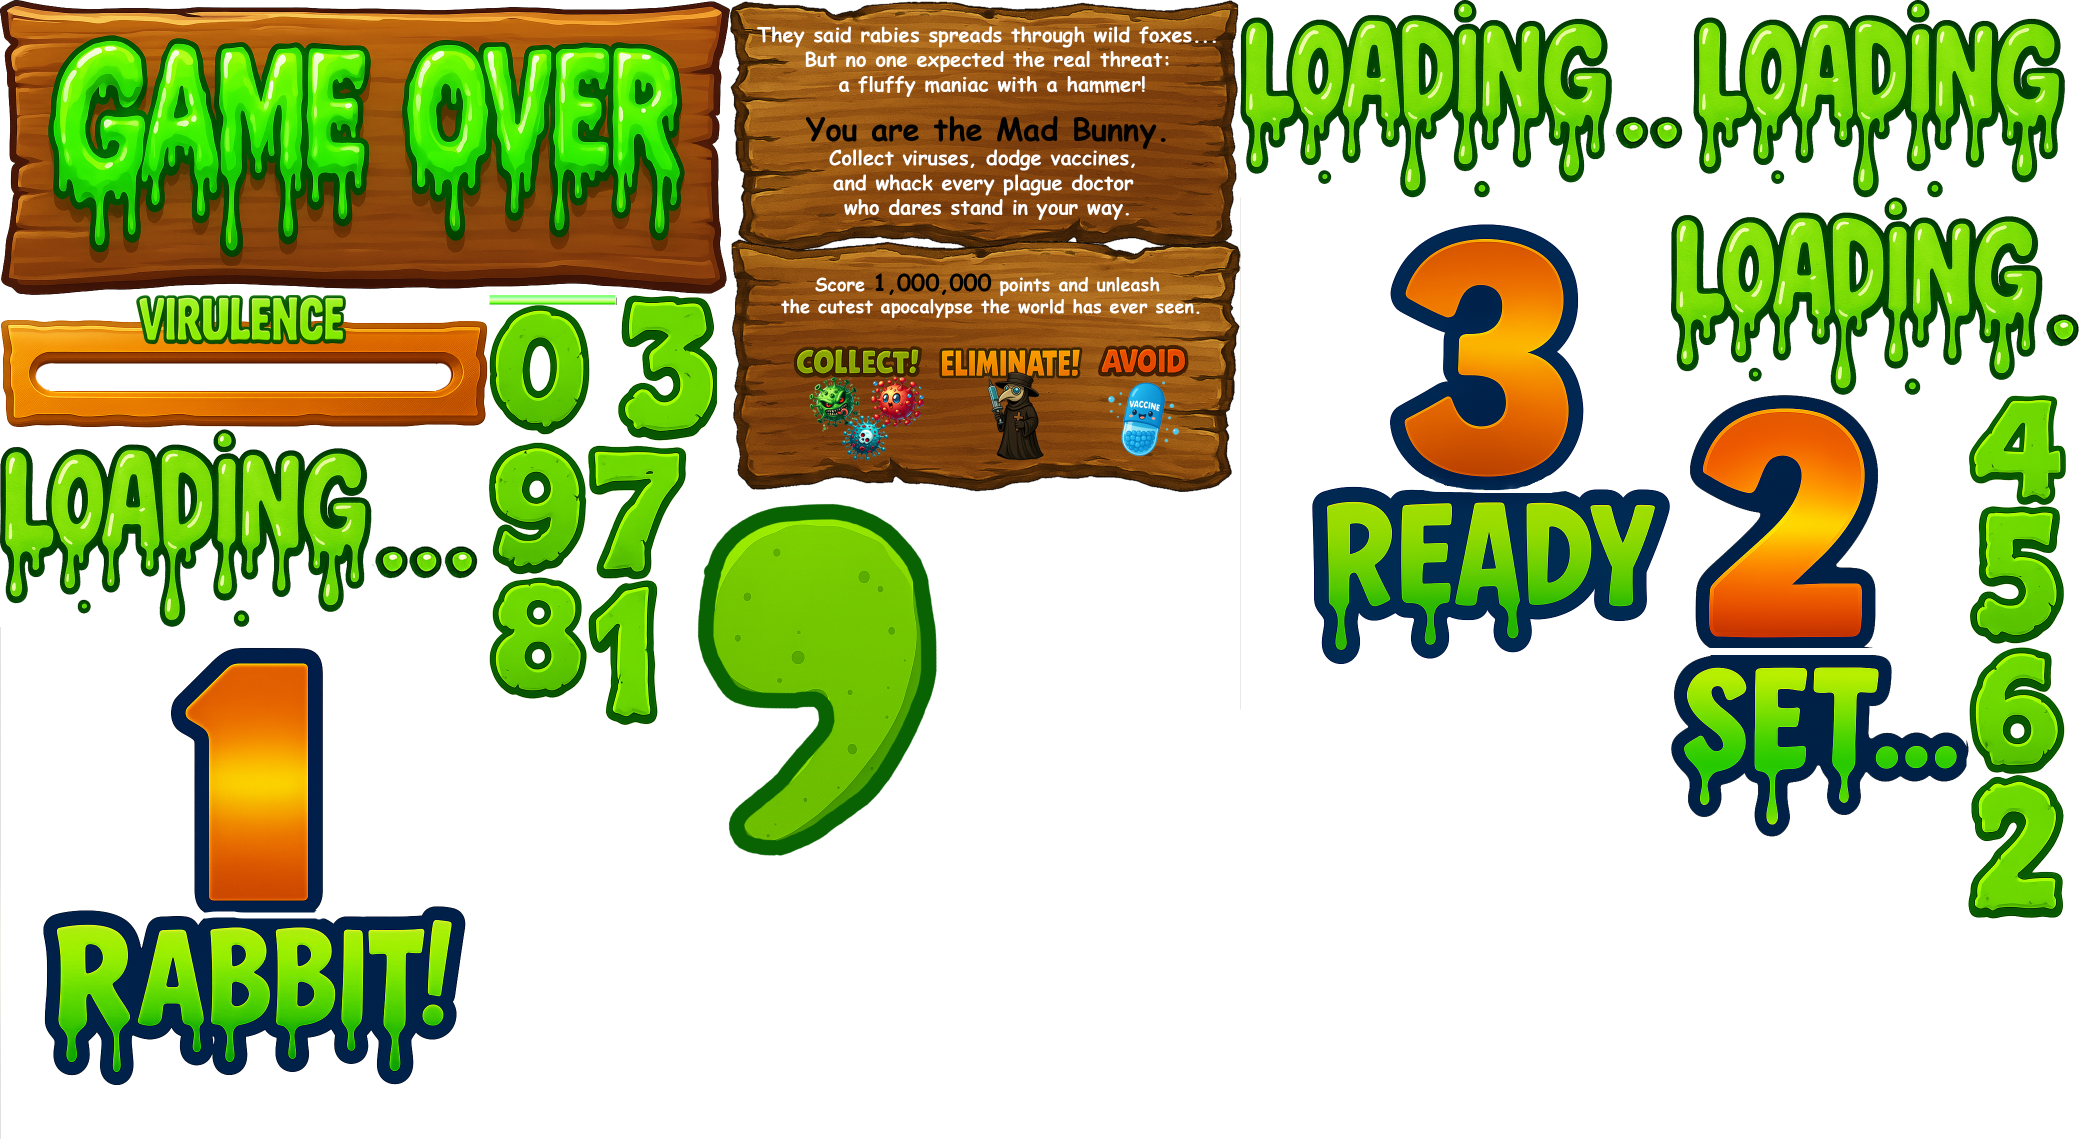 GAME OVER
They said rabies spreads through wild foxes...
But no one expected the real threat:
a fluffy maniac with a hammer!
You are the Mad Bunny.
Collect viruses, dodge vaccines,
and whack every plague doctor
who dares stand in your way.
Score 1,000,000 points and unleash
the cutest apocalypse the world has ever seen.
COLLECT! ELIMINATE! AVOID
VACCINE
LOADING..
LOADING
LOADING.
VIRULENCE
0 3
9 7
8 1
LOADING...
,
3
READY
2
SET...
4
5
6
2
1
RABBIT!